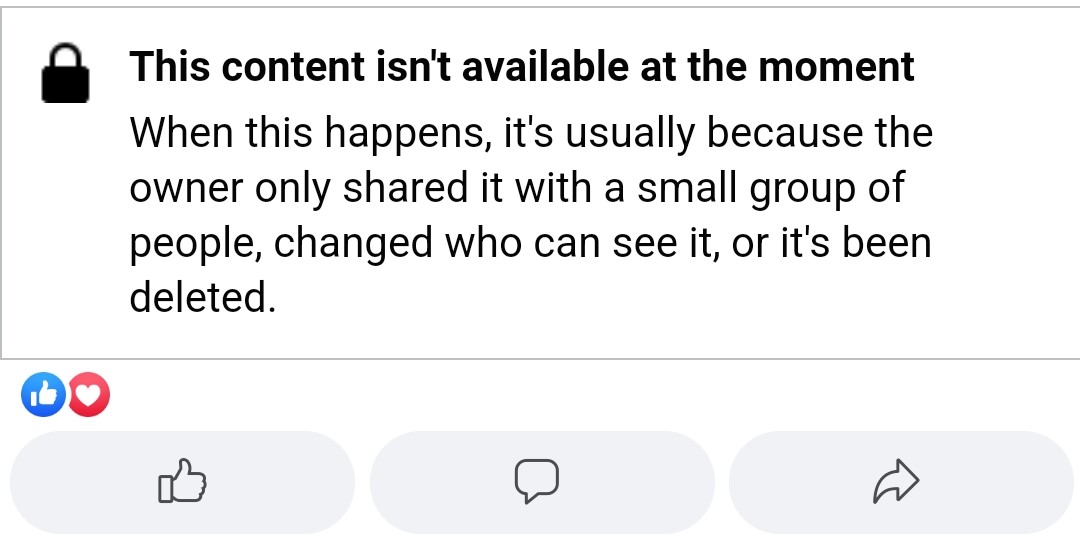 This content isn't available at the moment
When this happens, it's usually because the
owner only shared it with a small group of
people, changed who can see it, or it's been
deleted.